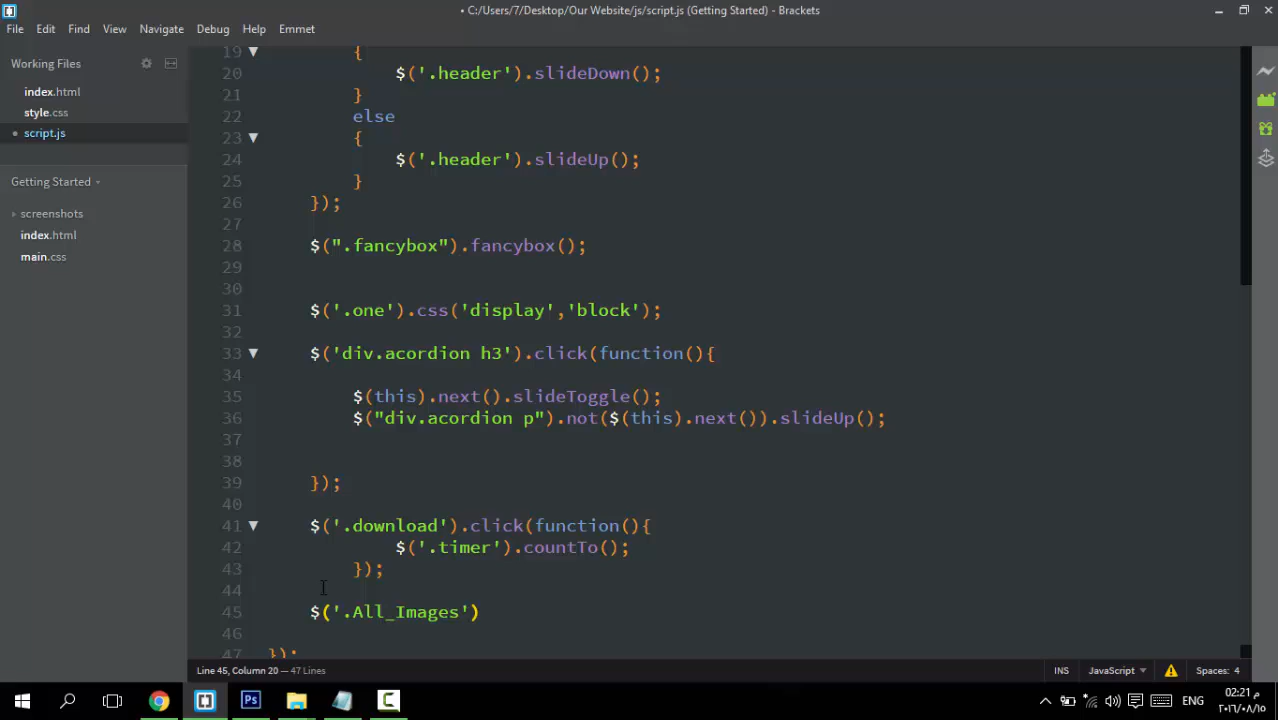 • C:/Users/7/Desktop/Our Website/js/script.js (Getting Started) - Brackets
File Edit Find View Navigate Debug Help Emmet
Working Files
index.html
style.css
• script.js
Getting Started
screenshots
index.html
main.css
19 {
20 $('.header').slideDown();
21 }
22 else
23 {
24 $('.header').slideUp();
25 }
26 });
27
28 $(".fancybox").fancybox();
29
30
31 $('.one').css('display','block');
32
33 $('div.acordion h3').click(function(){
34
35 $(this).next().slideToggle();
36 $("div.acordion p").not($(this).next()).slideUp();
37
38
39 });
40
41 $('.download').click(function(){
42 $('.timer').countTo();
43 });
44
45 $('.All_Images')
46
47 });
Line 45, Column 20 — 47 Lines
INS JavaScript Spaces: 4
Ps
ENG
02:21 م
٢٠١٦/٠٨/١٥